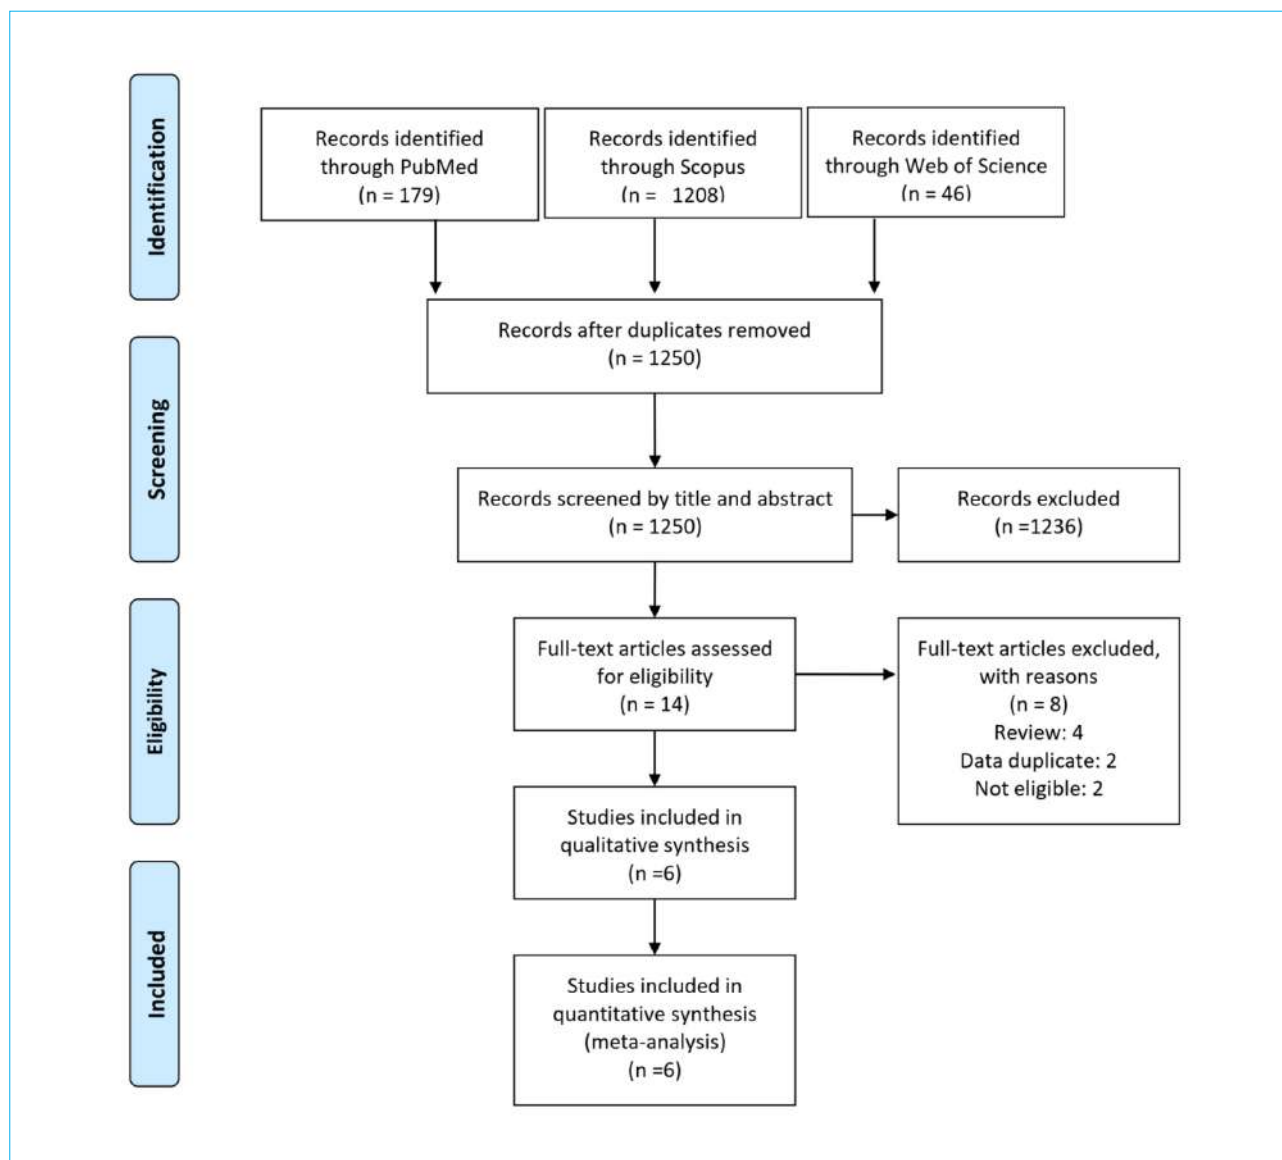 Identification
Records identified
through PubMed
(n = 179)
Records identified
through Scopus
(n = 1208)
Records identified
through Web of Science
(n = 46)
Records after duplicates removed
(n = 1250)
Screening
Records screened by title and abstract
(n = 1250)
Records excluded
(n =1236)
Eligibility
Full-text articles assessed
for eligibility
(n = 14)
Full-text articles excluded,
with reasons
(n = 8)
Review: 4
Data duplicate: 2
Not eligible: 2
Studies included in
qualitative synthesis
(n =6)
Included
Studies included in
quantitative synthesis
(meta-analysis)
(n =6)